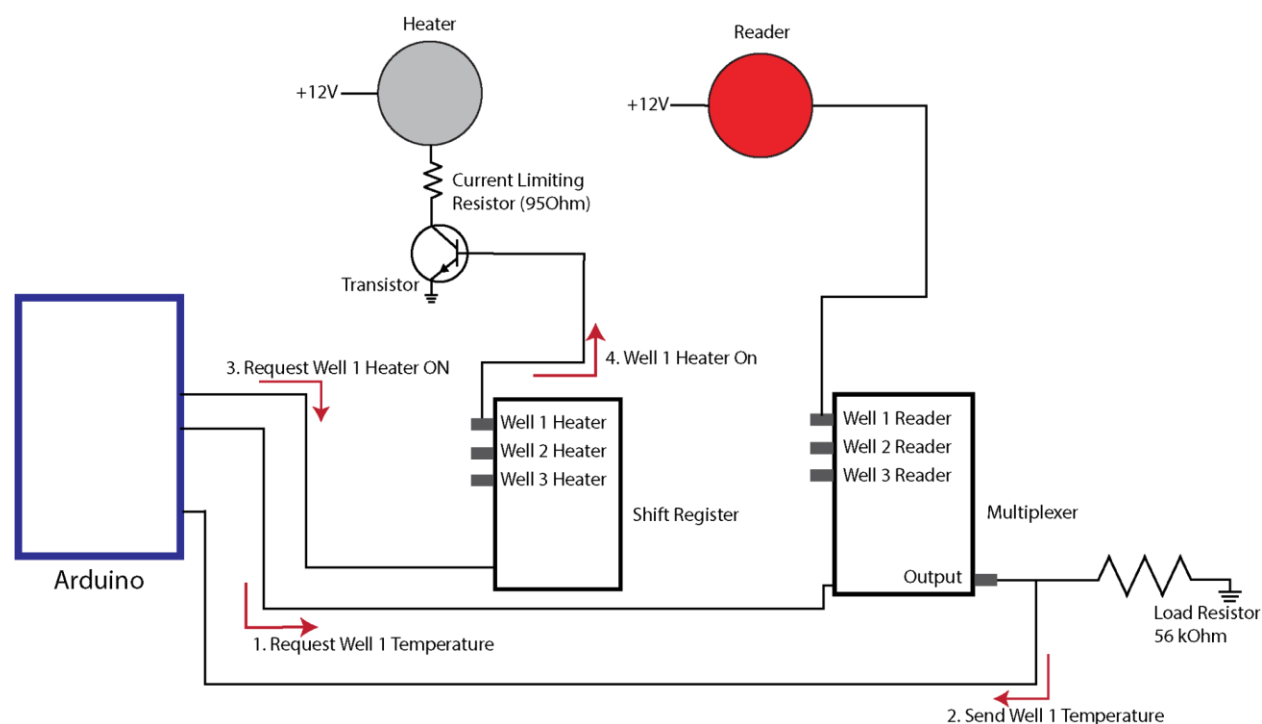 Heater
Reader
+12V
+12V
Current Limiting
Resistor (95Ohm)
Transistor
3. Request Well 1 Heater ON
4. Well 1 Heater On
Well 1 Heater
Well 2 Heater
Well 3 Heater
Shift Register
Well 1 Reader
Well 2 Reader
Well 3 Reader
Multiplexer
Output
Arduino
Load Resistor
56 kOhm
1. Request Well 1 Temperature
2. Send Well 1 Temperature